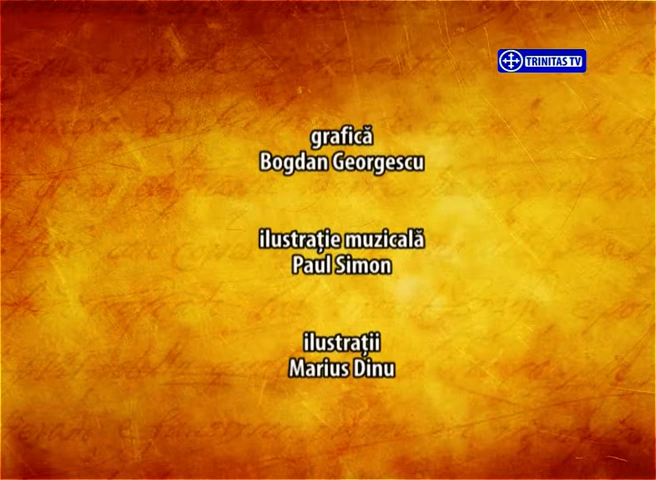 TRINITAS TV
grafică
Bogdan Georgescu
ilustrație muzicală
Paul Simon
ilustrații
Marius Dinu